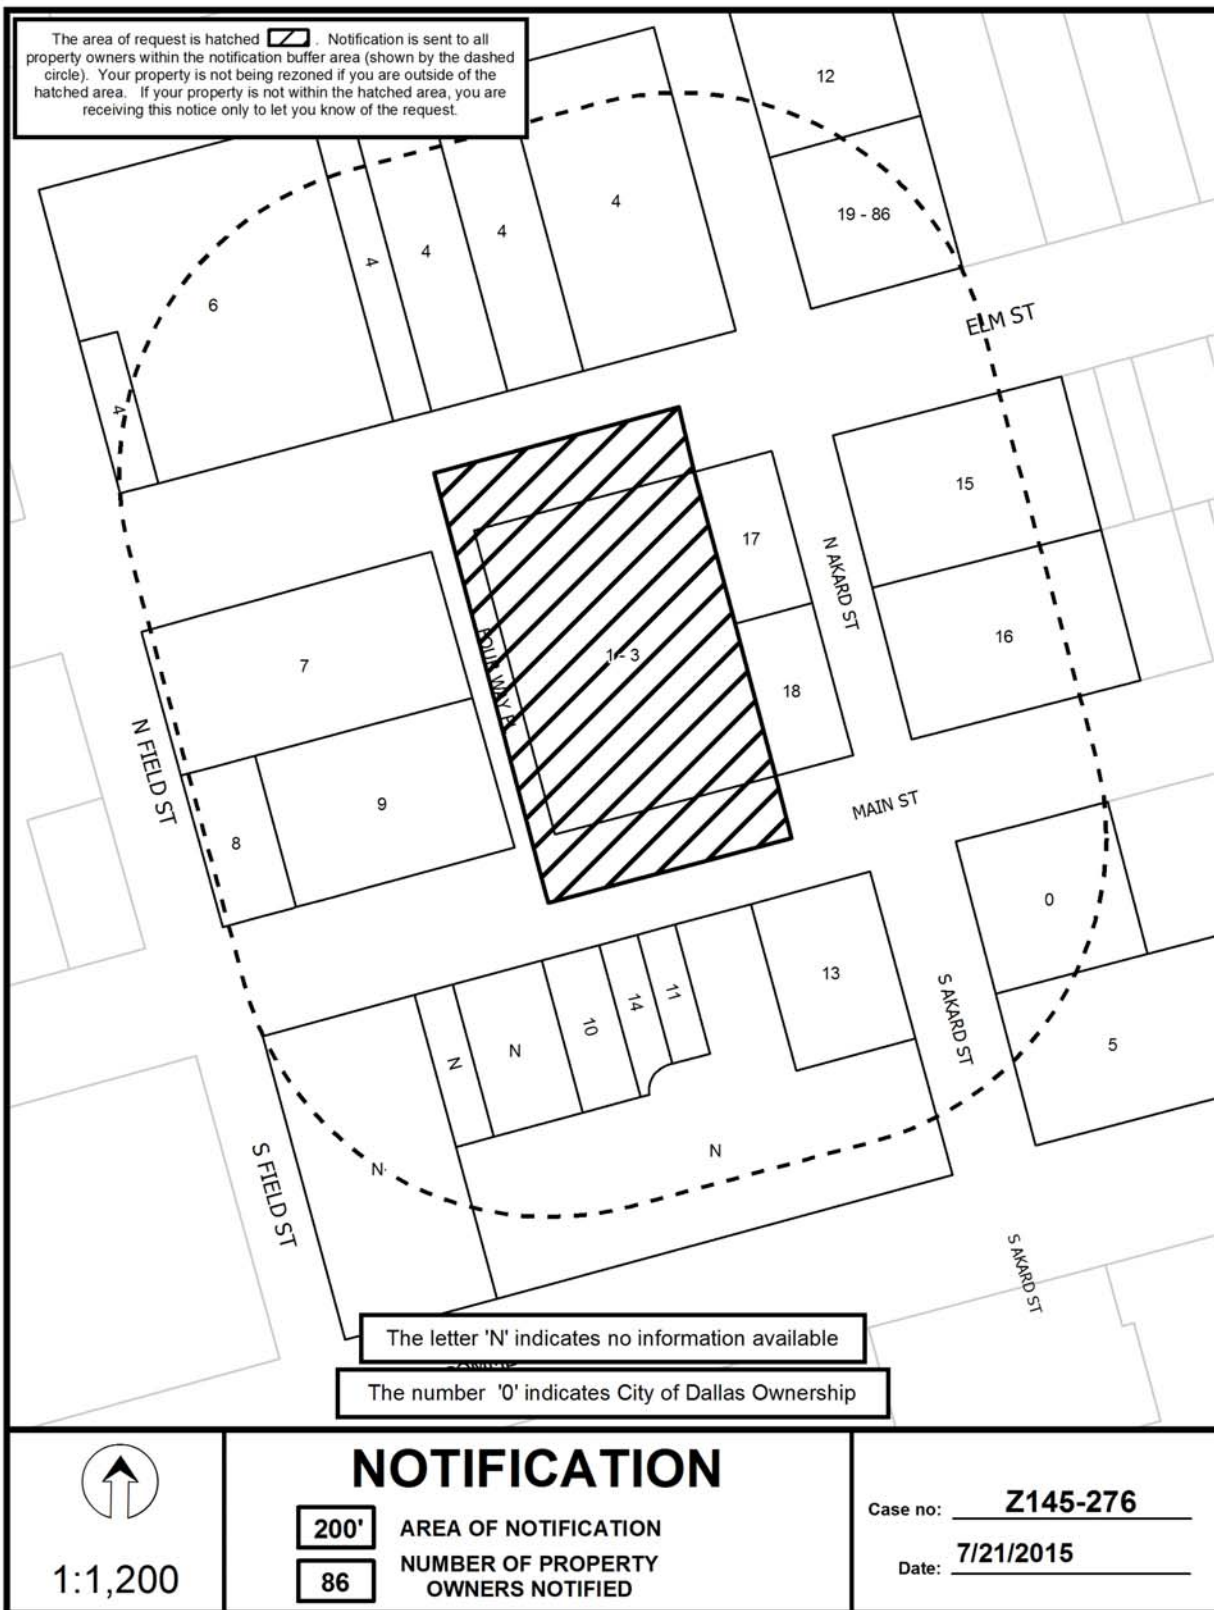 The area of request is hatched . Notification is sent to all
property owners within the notification buffer area (shown by the dashed
circle). Your property is not being rezoned if you are outside of the
hatched area. If your property is not within the hatched area, you are
receiving this notice only to let you know of the request.
12
19 - 86
4
4
4
4
6
4
ELM ST
15
17
N AKARD ST
16
1 - 3
7
18
N FIELD ST
MAIN ST
9
8
0
13
S AKARD ST
11
14
10
N
N
5
N
N
S FIELD ST
S AKARD ST
The letter 'N' indicates no information available
The number '0' indicates City of Dallas Ownership
1:1,200
NOTIFICATION
200' AREA OF NOTIFICATION
86 NUMBER OF PROPERTY
OWNERS NOTIFIED
Case no: Z145-276
Date: 7/21/2015